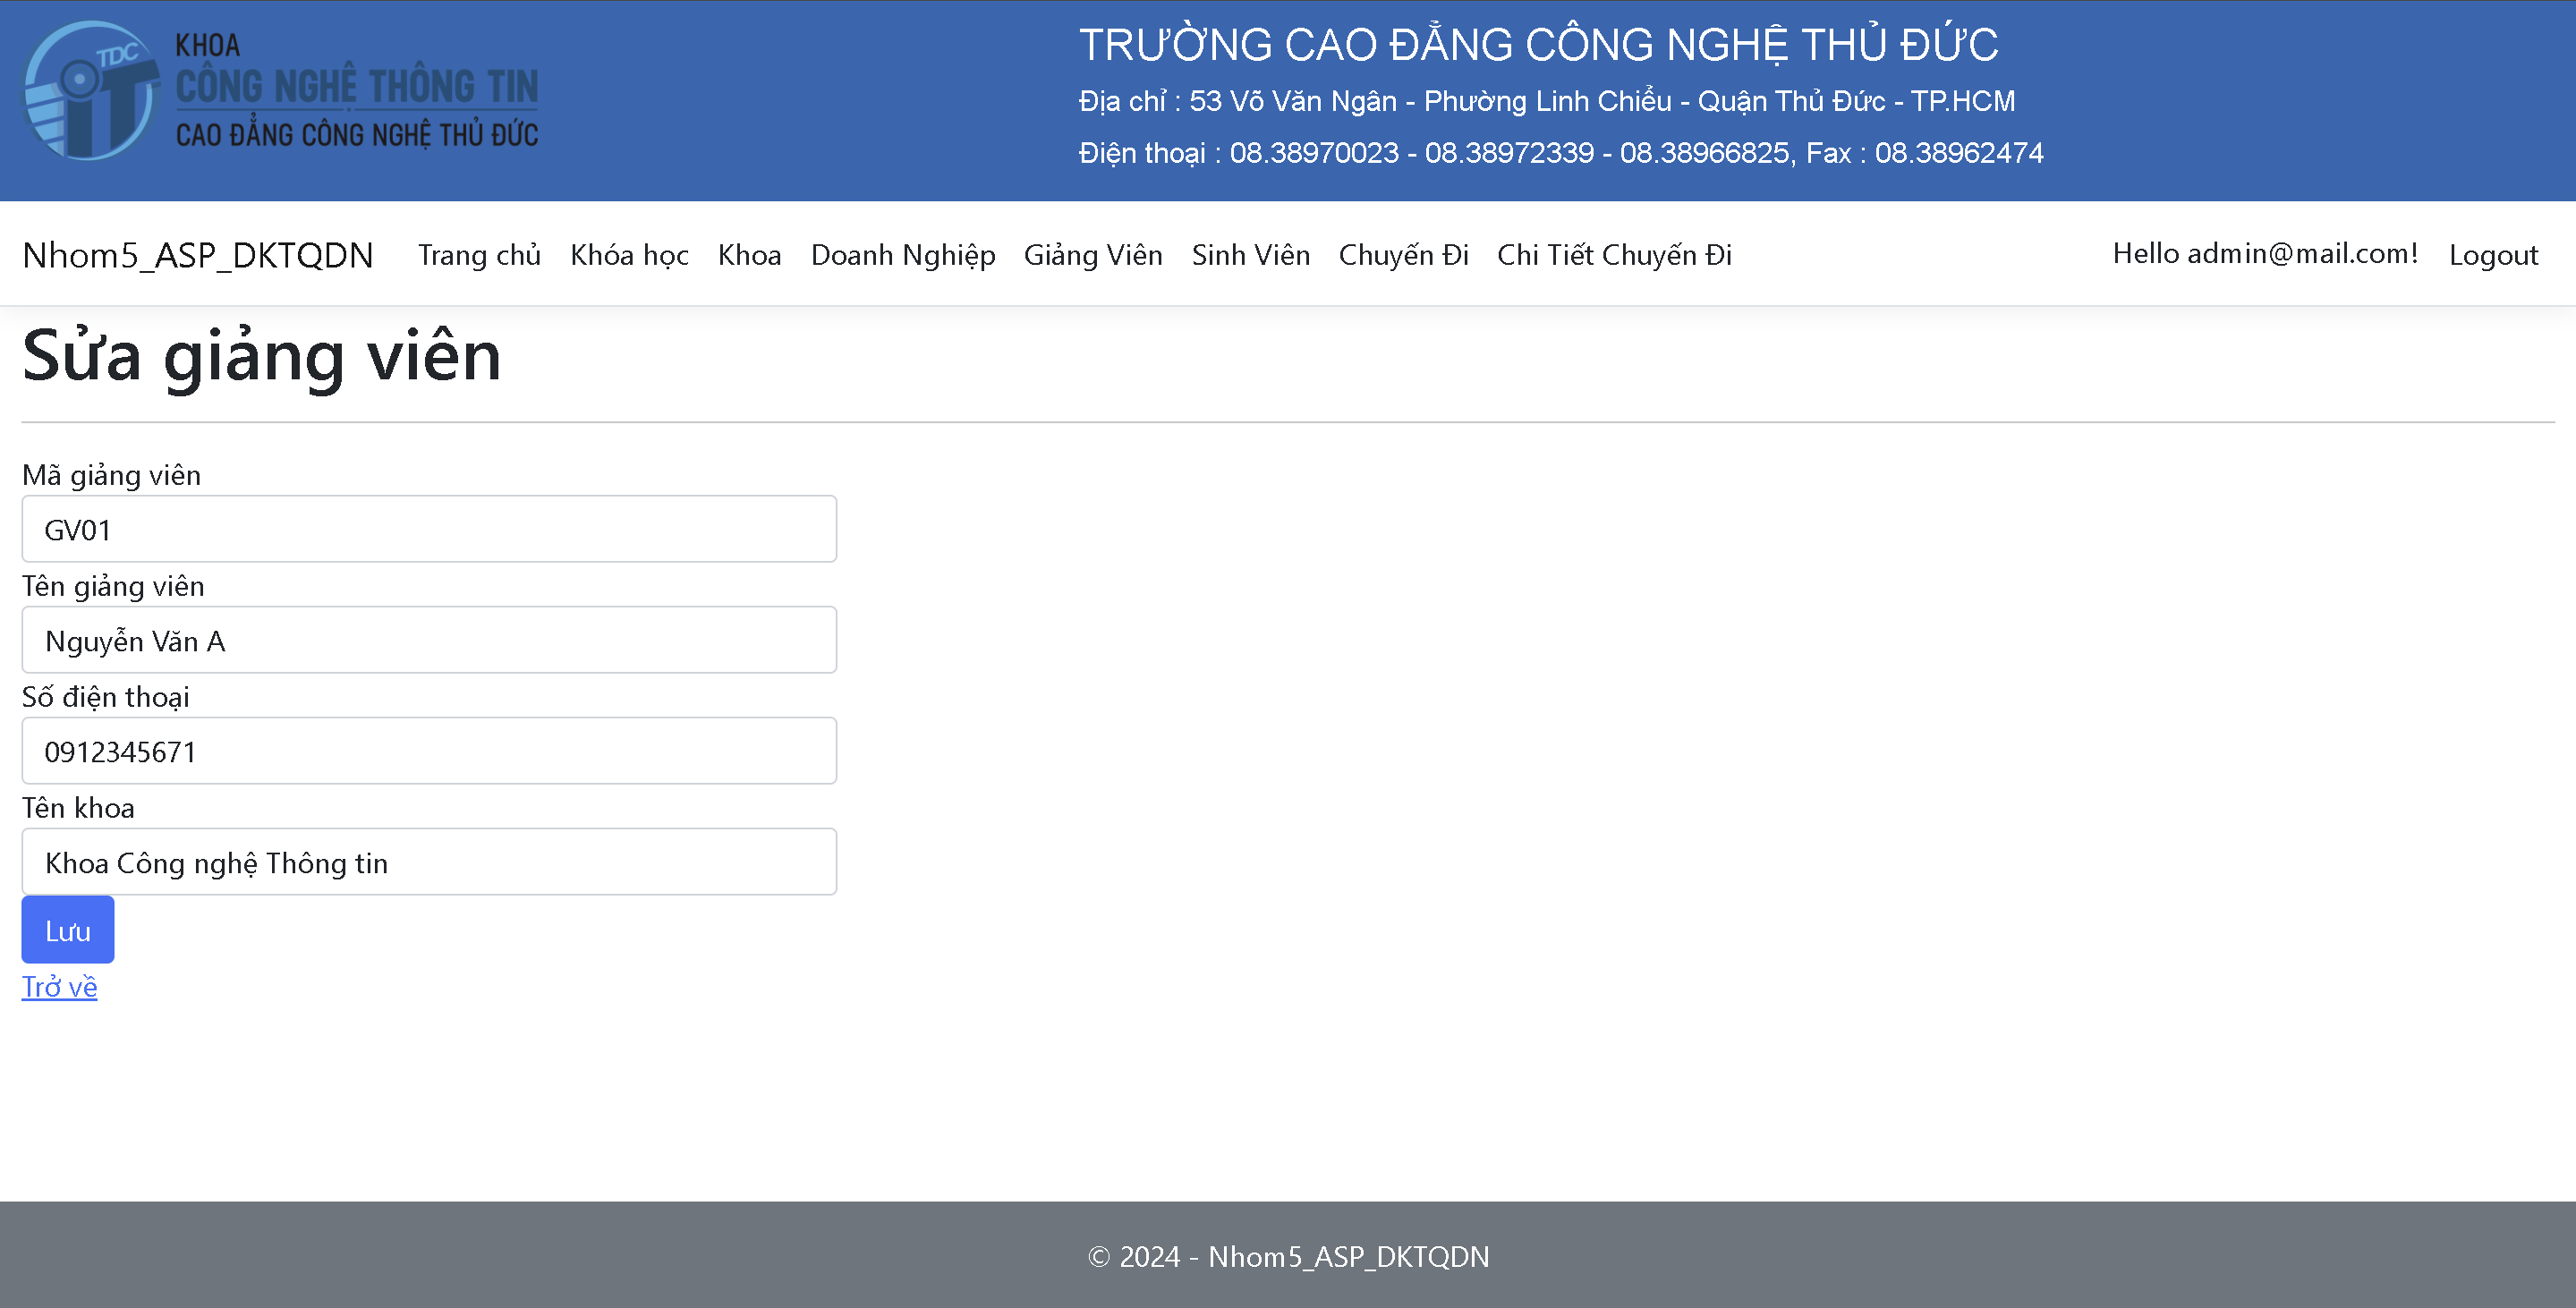 TDC
iT
KHOA
CÔNG NGHỆ THÔNG TIN
CAO ĐẲNG CÔNG NGHỆ THỦ ĐỨC
TRƯỜNG CAO ĐẲNG CÔNG NGHỆ THỦ ĐỨC
Địa chỉ : 53 Võ Văn Ngân - Phường Linh Chiểu - Quận Thủ Đức - TP.HCM
Điện thoại : 08.38970023 - 08.38972339 - 08.38966825, Fax : 08.38962474
Nhom5_ASP_DKTQDN Trang chủ Khóa học Khoa Doanh Nghiệp Giảng Viên Sinh Viên Chuyến Đi Chi Tiết Chuyến Đi Hello admin@mail.com! Logout
Sửa giảng viên
Mã giảng viên
GV01
Tên giảng viên
Nguyễn Văn A
Số điện thoại
0912345671
Tên khoa
Khoa Công nghệ Thông tin
Lưu
Trở về
© 2024 - Nhom5_ASP_DKTQDN